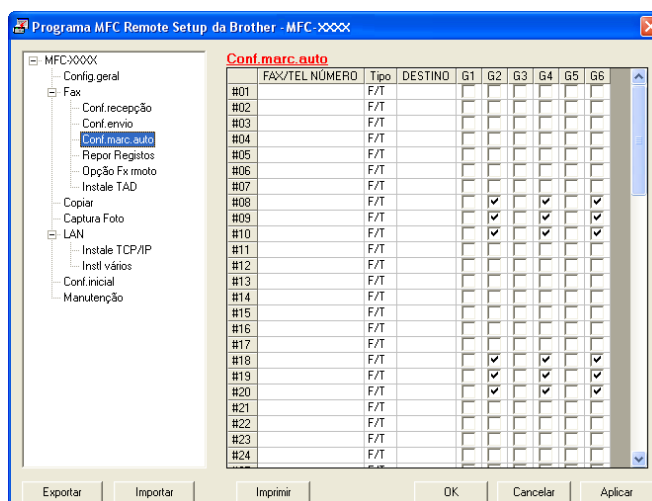 Programa MFC Remote Setup da Brother - MFC-XXXX
MFC-XXXX
Config.geral
Fax
Conf.recepção
Conf.envio
Conf.marc.auto
Repor Registos
Opção Fx rmoto
Instale TAD
Copiar
Captura Foto
LAN
Instale TCP/IP
Instl vários
Conf.inicial
Manutenção
Conf.marc.auto
FAX/TEL NÚMERO Tipo DESTINO G1 G2 G3 G4 G5 G6
#01 F/T
#02 F/T
#03 F/T
#04 F/T
#05 F/T
#06 F/T
#07 F/T
#08 F/T
#09 F/T
#10 F/T
#11 F/T
#12 F/T
#13 F/T
#14 F/T
#15 F/T
#16 F/T
#17 F/T
#18 F/T
#19 F/T
#20 F/T
#21 F/T
#22 F/T
#23 F/T
#24 F/T
Exportar Importar Imprimir OK Cancelar Aplicar